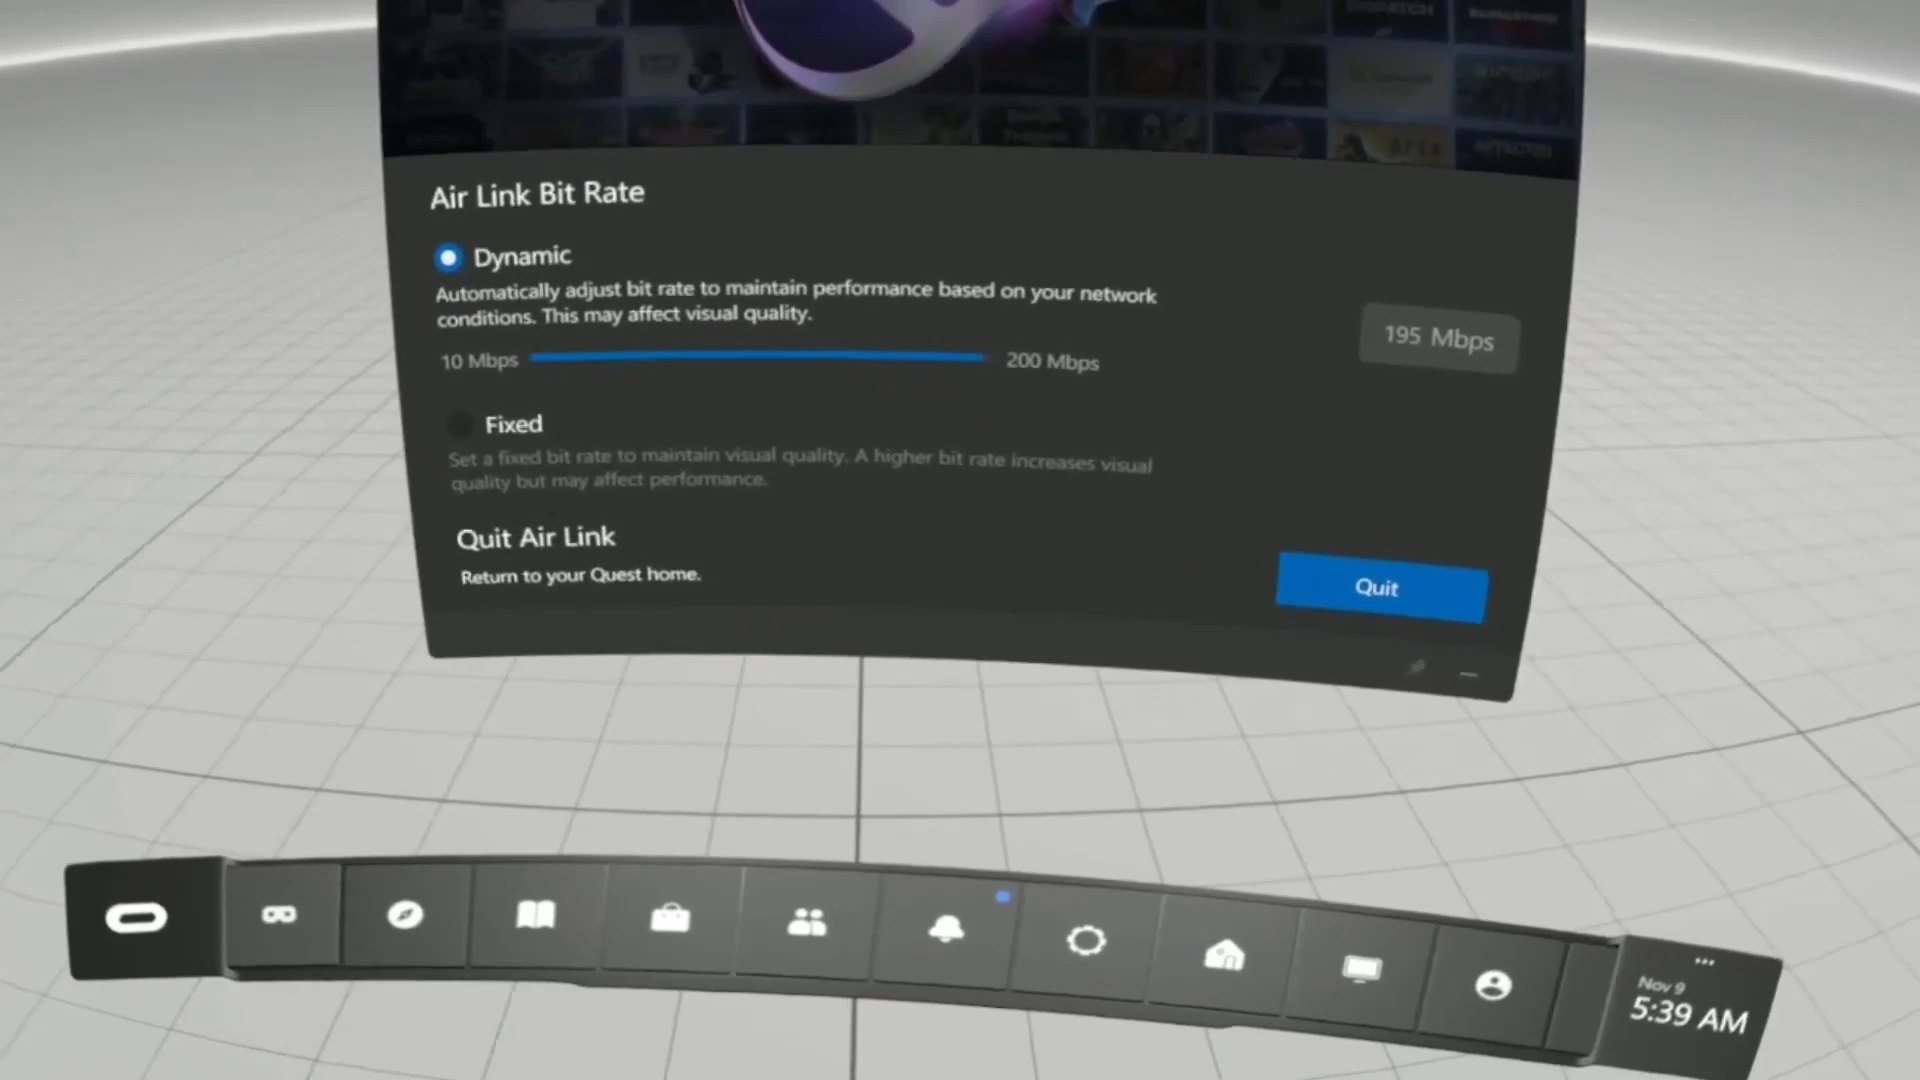 Air Link Bit Rate
Dynamic
Automatically adjust bit rate to maintain performance based on your network
conditions. This may affect visual quality.
10 Mbps 200 Mbps
195 Mbps
Fixed
Set a fixed bit rate to maintain visual quality. A higher bit rate increases visual
quality but may affect performance.
Quit Air Link
Return to your Quest home.
Quit
Nov 9
5:39 AM